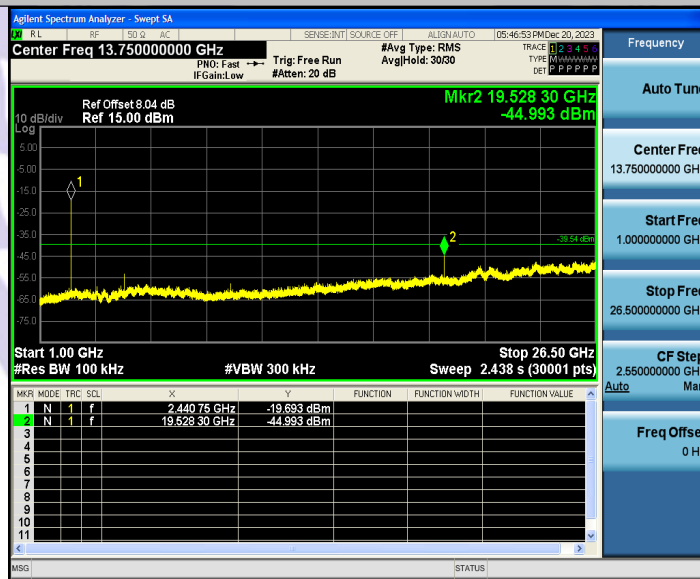 Agilent Spectrum Analyzer - Swept SA
LXI RL RF 50 Ω AC SENSE:INT SOURCE OFF ALIGNAUTO 05:46:53 PM Dec 20, 2023
Center Freq 13.750000000 GHz
PNO: Fast
IFGain:Low
Trig: Free Run
#Atten: 20 dB
#Avg Type: RMS
Avg|Hold: 30/30
TRACE 1 2 3 4 5 6
TYPE MWWWWW
DET P P P P P P
Frequency
Auto Tune
Center Freq
13.750000000 GH
Start Freq
1.000000000 GH
Stop Freq
26.500000000 GH
CF Step
2.550000000 GH
Auto Ma
Freq Offse
0 H
Ref Offset 8.04 dB
10 dB/div Ref 15.00 dBm
Log
Mkr2 19.528 30 GHz
-44.993 dBm
5.00
-5.00
-15.0
-25.0
-35.0
-45.0
-55.0
-65.0
-75.0
1
2
-39.54 dBm
Start 1.00 GHz Stop 26.50 GHz
#Res BW 100 kHz #VBW 300 kHz Sweep 2.438 s (30001 pts)
MKR MODE TRC SCL X Y FUNCTION FUNCTION WIDTH FUNCTION VALUE
1 N 1 f 2.440 75 GHz -19.693 dBm
2 N 1 f 19.528 30 GHz -44.993 dBm
3
4
5
6
7
8
9
10
11
MSG STATUS